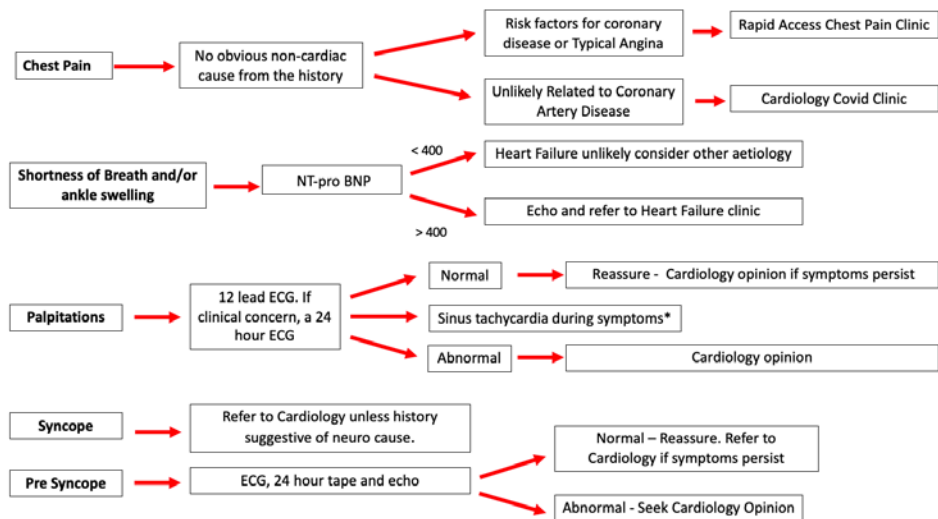 Chest Pain
No obvious non-cardiac
cause from the history
Risk factors for coronary
disease or Typical Angina
Rapid Access Chest Pain Clinic
Unlikely Related to Coronary
Artery Disease
Cardiology Covid Clinic
Shortness of Breath and/or
ankle swelling
NT-pro BNP
< 400
Heart Failure unlikely consider other aetiology
> 400
Echo and refer to Heart Failure clinic
Palpitations
12 lead ECG. If
clinical concern, a 24
hour ECG
Normal
Reassure - Cardiology opinion if symptoms persist
Sinus tachycardia during symptoms*
Abnormal
Cardiology opinion
Syncope
Refer to Cardiology unless history
suggestive of neuro cause.
Pre Syncope
ECG, 24 hour tape and echo
Normal – Reassure. Refer to
Cardiology if symptoms persist
Abnormal - Seek Cardiology Opinion